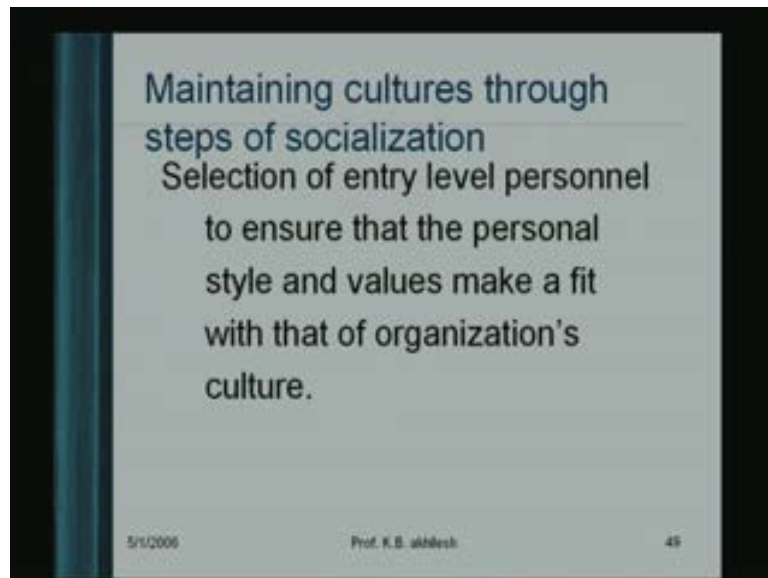 Maintaining cultures through
steps of socialization
Selection of entry level personnel
to ensure that the personal
style and values make a fit
with that of organization's
culture.
5/1/2006 Prof. K.B. akhilesh 49